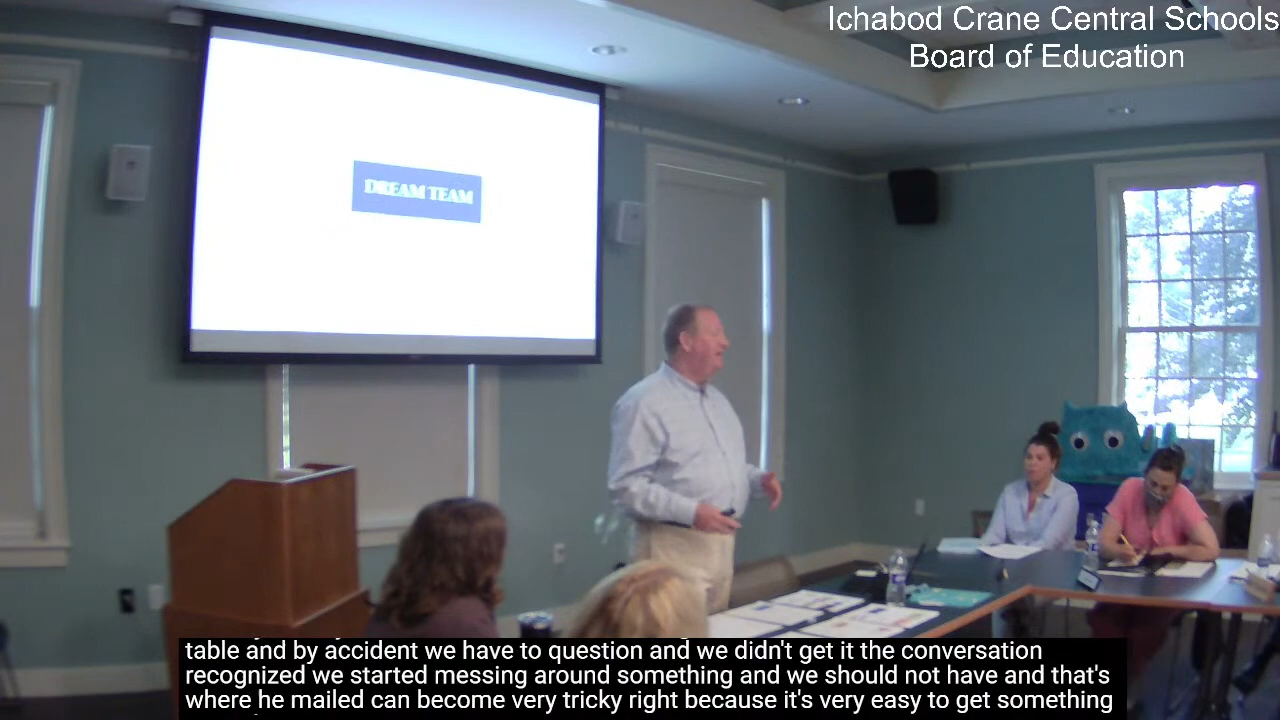 Ichabod Crane Central Schools
Board of Education
DREAM TEAM
table and by accident we have to question and we didn't get it the conversation
recognized we started messing around something and we should not have and that's
where he mailed can become very tricky right because it's very easy to get something